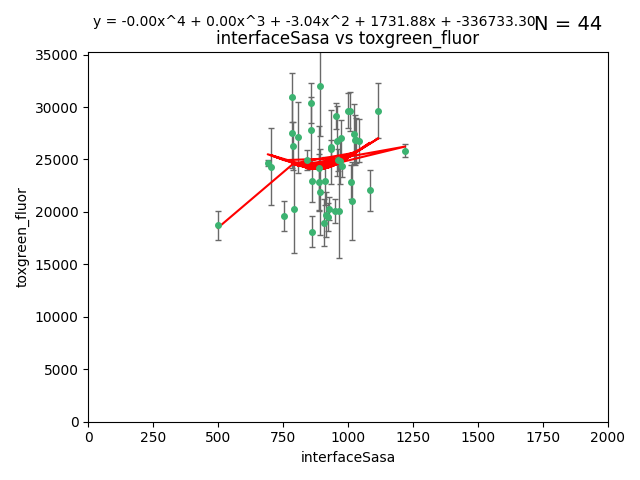 y = -0.00x^4 + 0.00x^3 + -3.04x^2 + 1731.88x + -336733.30
N = 44
interfaceSasa vs toxgreen_fluor
35000
30000
25000
20000
15000
10000
5000
0
toxgreen_fluor
0 250 500 750 1000 1250 1500 1750 2000
interfaceSasa